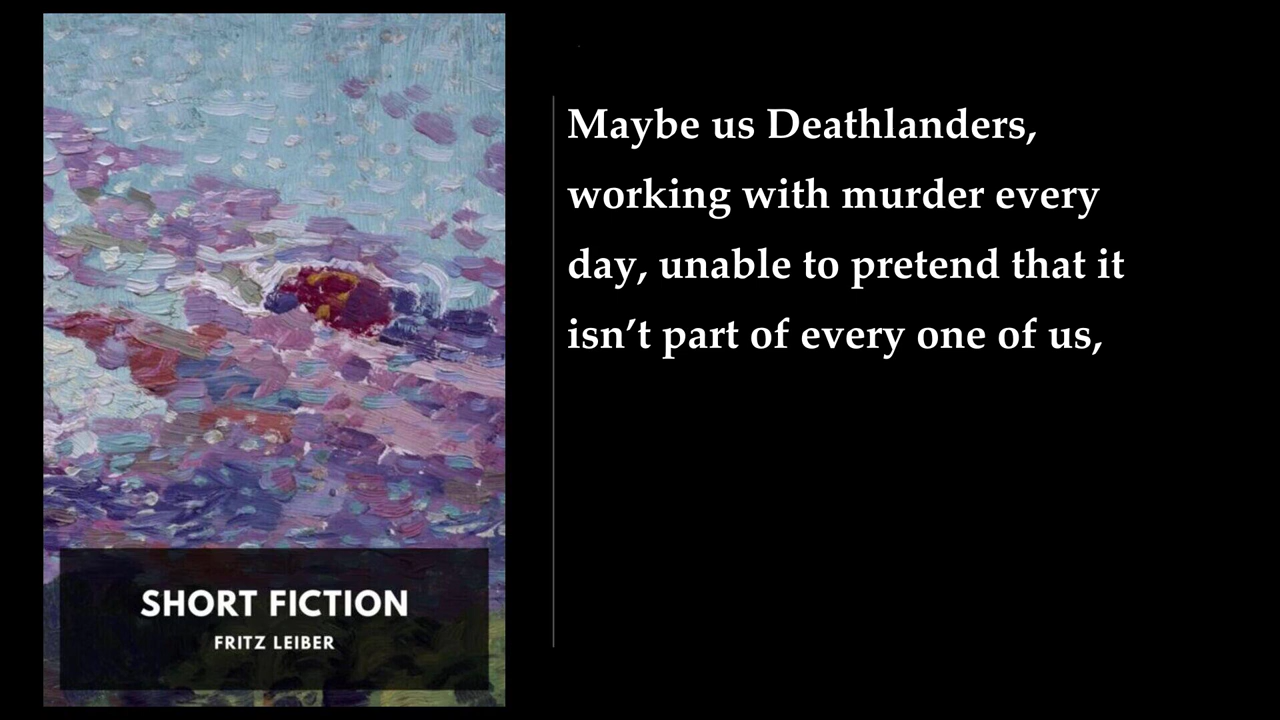 SHORT FICTION
FRITZ LEIBER
Maybe us Deathlanders,
working with murder every
day, unable to pretend that it
isn’t part of every one of us,